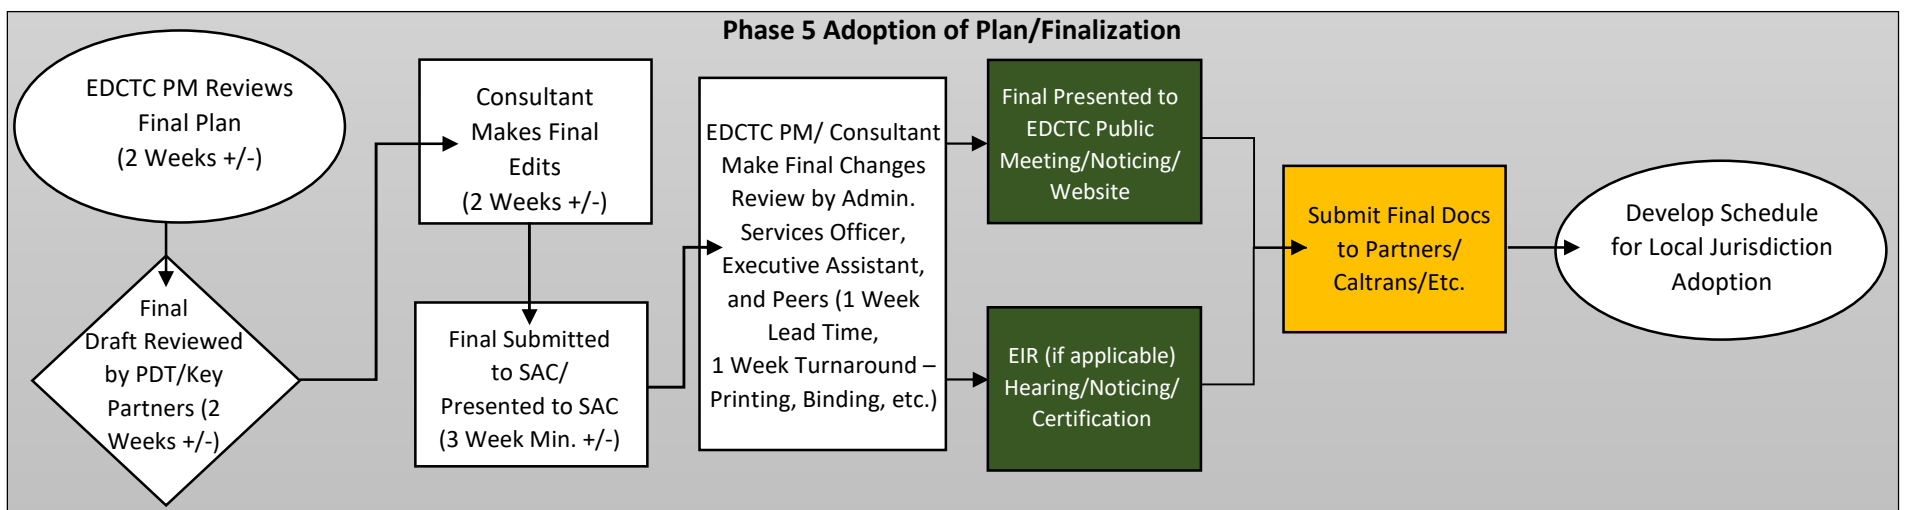 Phase 5 Adoption of Plan/Finalization
EDCTC PM Reviews
Final Plan
(2 Weeks +/-)
Final
Draft Reviewed
by PDT/Key
Partners (2
Weeks +/-)
Consultant
Makes Final
Edits
(2 Weeks +/-)
Final Submitted
to SAC/
Presented to SAC
(3 Week Min. +/-)
EDCTC PM/ Consultant
Make Final Changes
Review by Admin.
Services Officer,
Executive Assistant,
and Peers (1 Week
Lead Time,
1 Week Turnaround –
Printing, Binding, etc.)
Final Presented to
EDCTC Public
Meeting/Noticing/
Website
EIR (if applicable)
Hearing/Noticing/
Certification
Submit Final Docs
to Partners/
Caltrans/Etc.
Develop Schedule
for Local Jurisdiction
Adoption